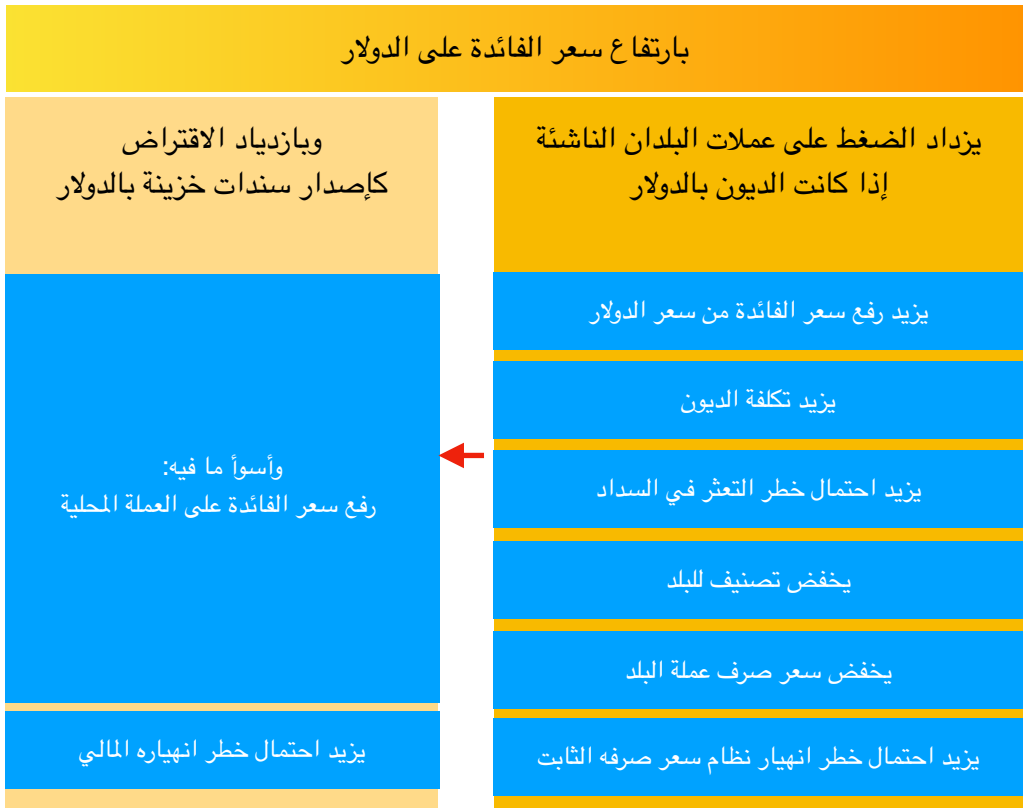 بارتفاع سعر الفائدة على الدولار
يزداد الضغط على عملات البلدان الناشئة
إذا كانت الديون بالدولار
يزيد رفع سعر الفائدة من سعر الدولار
يزيد تكلفة الديون
يزيد احتمال خطر التعثر في السداد
يخفض تصنيف للبلد
يخفض سعر صرف عملة البلد
يزيد احتمال خطر انهيار نظام سعر صرفه الثابت
وبازدياد الاقتراض
كإصدار سندات خزينة بالدولار
وأسوأ ما فيه:
رفع سعر الفائدة على العملة المحلية
يزيد احتمال خطر انهياره المالي